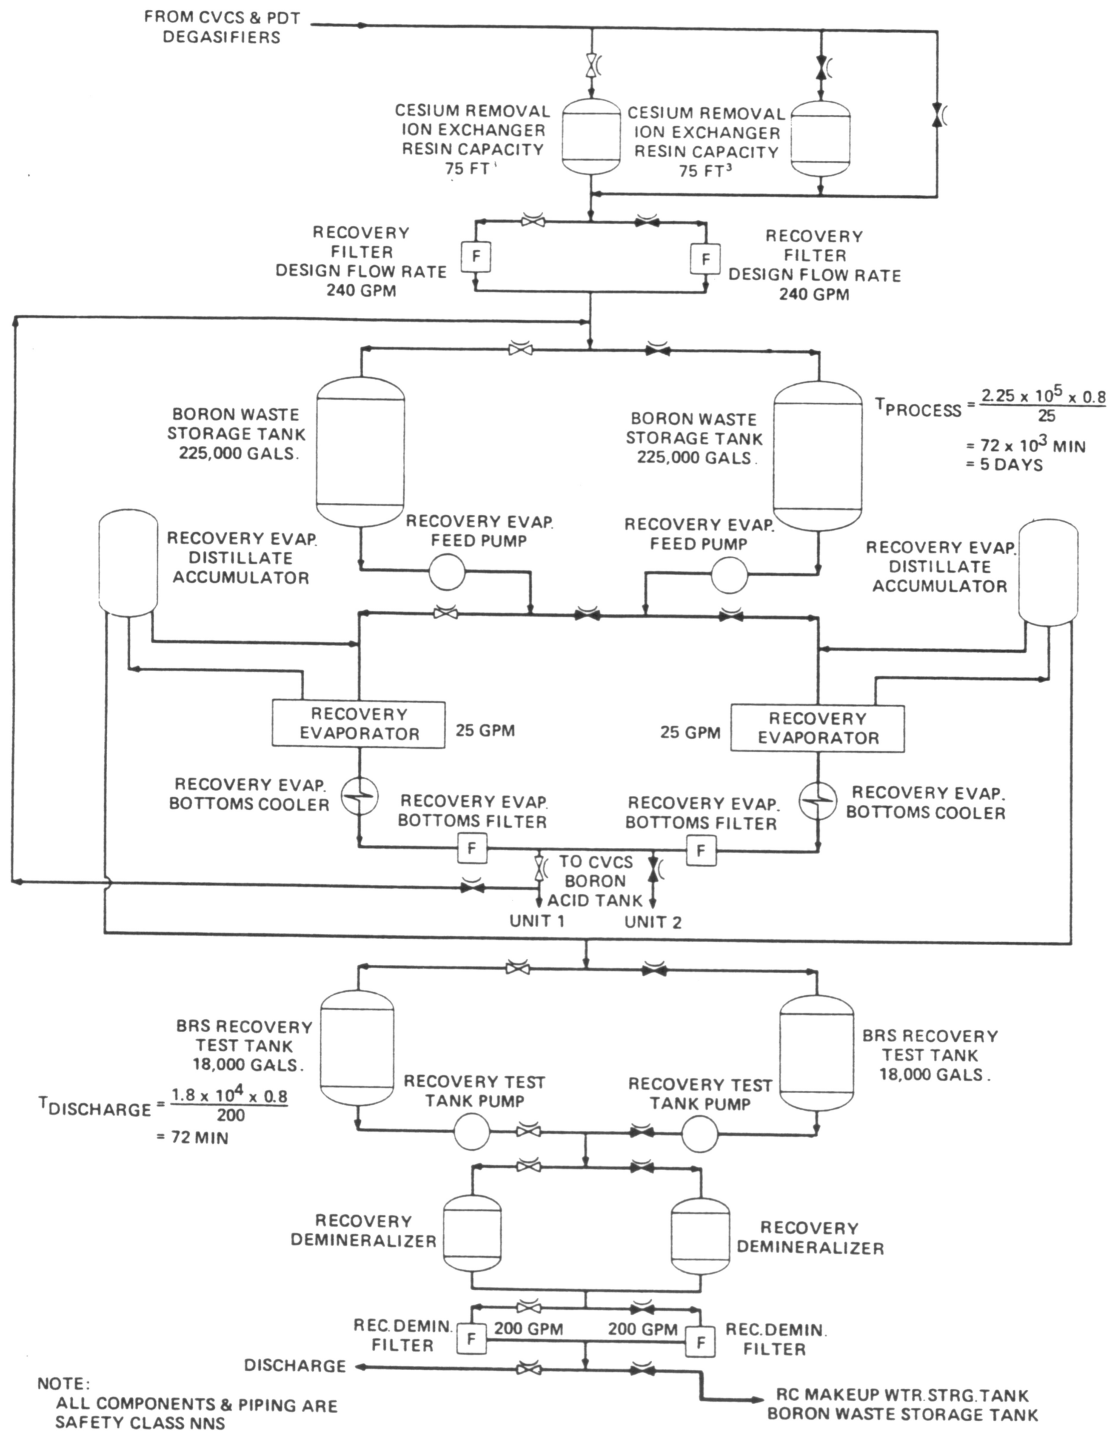 FROM CVCS & PDT
DEGASIFIERS
CESIUM REMOVAL
ION EXCHANGER
RESIN CAPACITY
75 FT'
CESIUM REMOVAL
ION EXCHANGER
RESIN CAPACITY
75 FT³
RECOVERY
FILTER
DESIGN FLOW RATE
240 GPM
F
F
RECOVERY
FILTER
DESIGN FLOW RATE
240 GPM
BORON WASTE
STORAGE TANK
225,000 GALS.
BORON WASTE
STORAGE TANK
225,000 GALS.
T_PROCESS = 2.25 x 10⁵ x 0.8 / 25
= 72 x 10³ MIN
= 5 DAYS
RECOVERY EVAP.
DISTILLATE
ACCUMULATOR
RECOVERY EVAP.
FEED PUMP
RECOVERY EVAP.
FEED PUMP
RECOVERY EVAP.
DISTILLATE
ACCUMULATOR
RECOVERY
EVAPORATOR
25 GPM
25 GPM
RECOVERY
EVAPORATOR
RECOVERY EVAP.
BOTTOMS COOLER
RECOVERY EVAP.
BOTTOMS FILTER
F
RECOVERY EVAP.
BOTTOMS FILTER
F
RECOVERY EVAP.
BOTTOMS COOLER
TO CVCS
BORON
ACID TANK
UNIT 1
UNIT 2
BRS RECOVERY
TEST TANK
18,000 GALS.
BRS RECOVERY
TEST TANK
18,000 GALS.
T_DISCHARGE = 1.8 x 10⁴ x 0.8 / 200
= 72 MIN
RECOVERY TEST
TANK PUMP
RECOVERY TEST
TANK PUMP
RECOVERY
DEMINERALIZER
RECOVERY
DEMINERALIZER
REC.DEMIN.
FILTER
F
200 GPM
200 GPM
F
REC.DEMIN.
FILTER
DISCHARGE
RC MAKEUP WTR.STRG.TANK
BORON WASTE STORAGE TANK
NOTE:
ALL COMPONENTS & PIPING ARE
SAFETY CLASS NNS